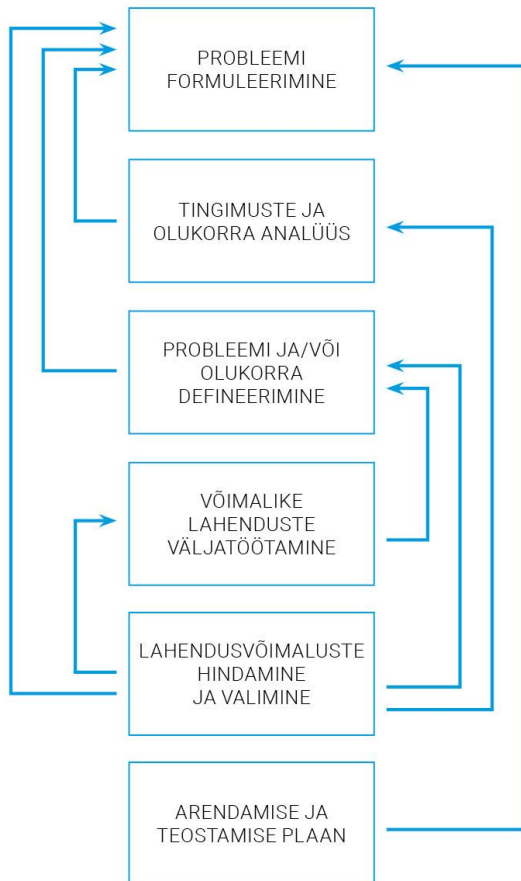 PROBLEEMI
FORMULEERIMINE
TINGIMUSTE JA
OLUKORRA ANALÜÜS
PROBLEEMI JA/VÕI
OLUKORRA
DEFINEERIMINE
VÕIMALIKE
LAHENDUSTE
VÄLJATÖÖTAMINE
LAHENDUSVÕIMALUSTE
HINDAMINE
JA VALIMINE
ARENDAMISE JA
TEOSTAMISE PLAAN